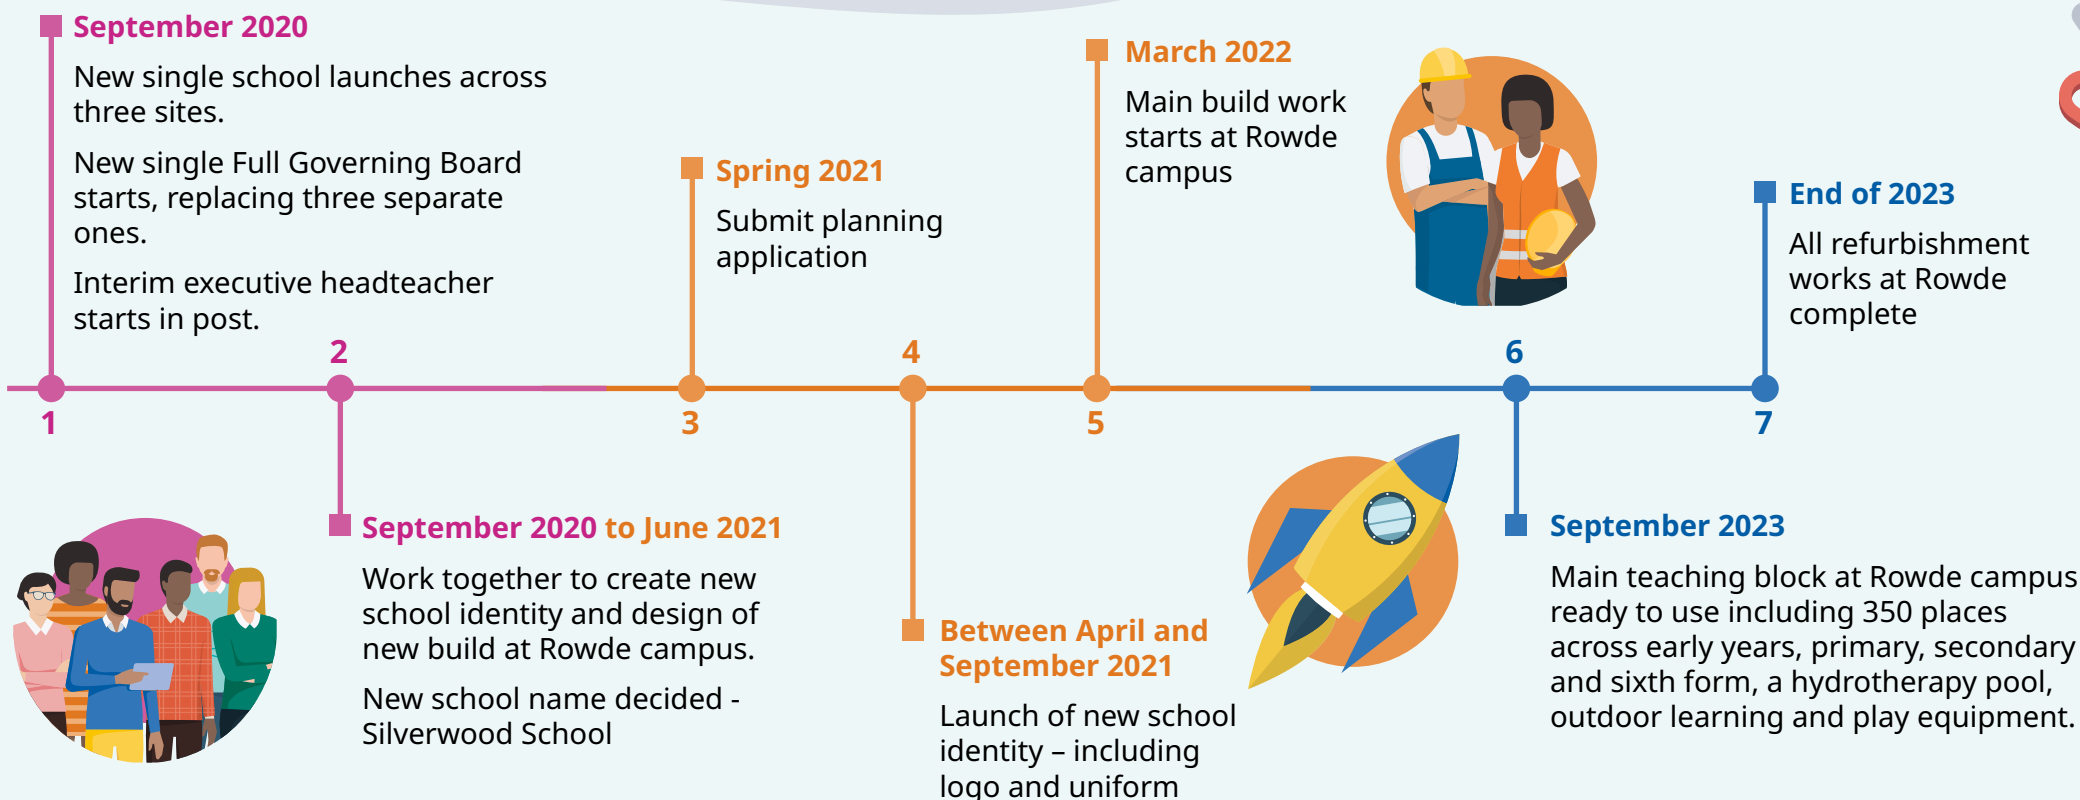 September 2020
New single school launches across
three sites.
New single Full Governing Board
starts, replacing three separate
ones.
Interim executive headteacher
starts in post.
1
2
September 2020 to June 2021
Work together to create new
school identity and design of
new build at Rowde campus.
New school name decided -
Silverwood School
Spring 2021
Submit planning
application
3
4
Between April and
September 2021
Launch of new school
identity – including
logo and uniform
March 2022
Main build work
starts at Rowde
campus
5
6
September 2023
Main teaching block at Rowde campus
ready to use including 350 places
across early years, primary, secondary
and sixth form, a hydrotherapy pool,
outdoor learning and play equipment.
End of 2023
All refurbishment
works at Rowde
complete
7